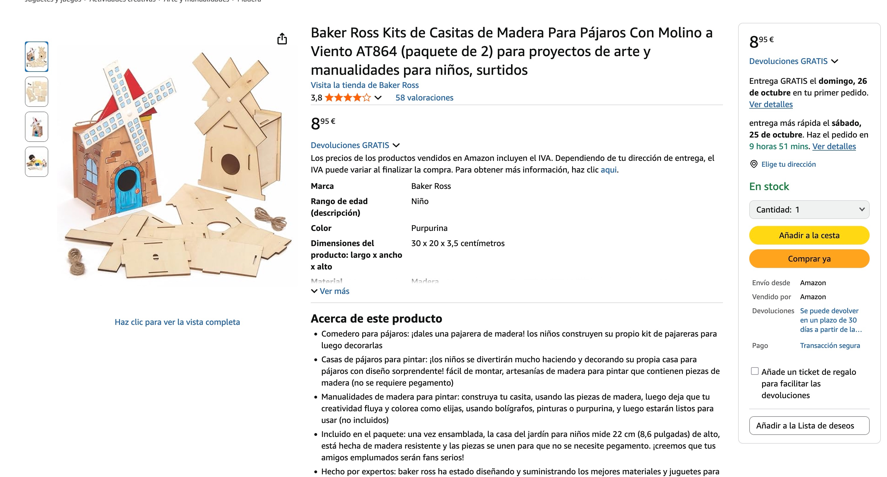 Baker Ross Kits de Casitas de Madera Para Pájaros Con Molino a
Viento AT864 (paquete de 2) para proyectos de arte y
manualidades para niños, surtidos
Visita la tienda de Baker Ross
3,8
58 valoraciones
8,95 €
Devoluciones GRATIS
Los precios de los productos vendidos en Amazon incluyen el IVA. Dependiendo de tu dirección de entrega, el
IVA puede variar al finalizar la compra. Para obtener más información, haz clic aqui.
Marca Baker Ross
Rango de edad Niño
(descripción)
Color Purpurina
Dimensiones del 30 x 20 x 3,5 centímetros
producto: largo x ancho
x alto
Material Madera
Ver más
Haz clic para ver la vista completa
Acerca de este producto
• Comedero para pájaros: ¡dales una pajarera de madera! los niños construyen su propio kit de pajareras para
luego decorarlas
• Casas de pájaros para pintar: ¡los niños se divertirán mucho haciendo y decorando su propia casa para
pájaros con diseño sorprendente! fácil de montar, artesanías de madera para pintar que contienen piezas de
madera (no se requiere pegamento)
• Manualidades de madera para pintar: construya tu casita, usando las piezas de madera, luego deja que tu
creatividad fluya y colorea como elijas, usando bolígrafos, pinturas o purpurina, y luego estarán listos para
usar (no incluidos)
• Incluido en el paquete: una vez ensamblada, la casa del jardín para niños mide 22 cm (8,6 pulgadas) de alto,
está hecha de madera resistente y las piezas se unen para que no se necesite pegamento. ¡creemos que tus
amigos emplumados serán fans serios!
• Hecho por expertos: baker ross ha estado diseñando y suministrando los mejores materiales y juguetes para
8,95 €
Devoluciones GRATIS
Entrega GRATIS el domingo, 26
de octubre en tu primer pedido.
Ver detalles
entrega más rápida el sábado,
25 de octubre. Haz el pedido en
9 horas 51 mins. Ver detalles
Elige tu dirección
En stock
Cantidad: 1
Añadir a la cesta
Comprar ya
Envío desde Amazon
Vendido por Amazon
Devoluciones Se puede devolver
en un plazo de 30
días a partir de la...
Pago Transacción segura
Añade un ticket de regalo
para facilitar las
devoluciones
Añadir a la Lista de deseos